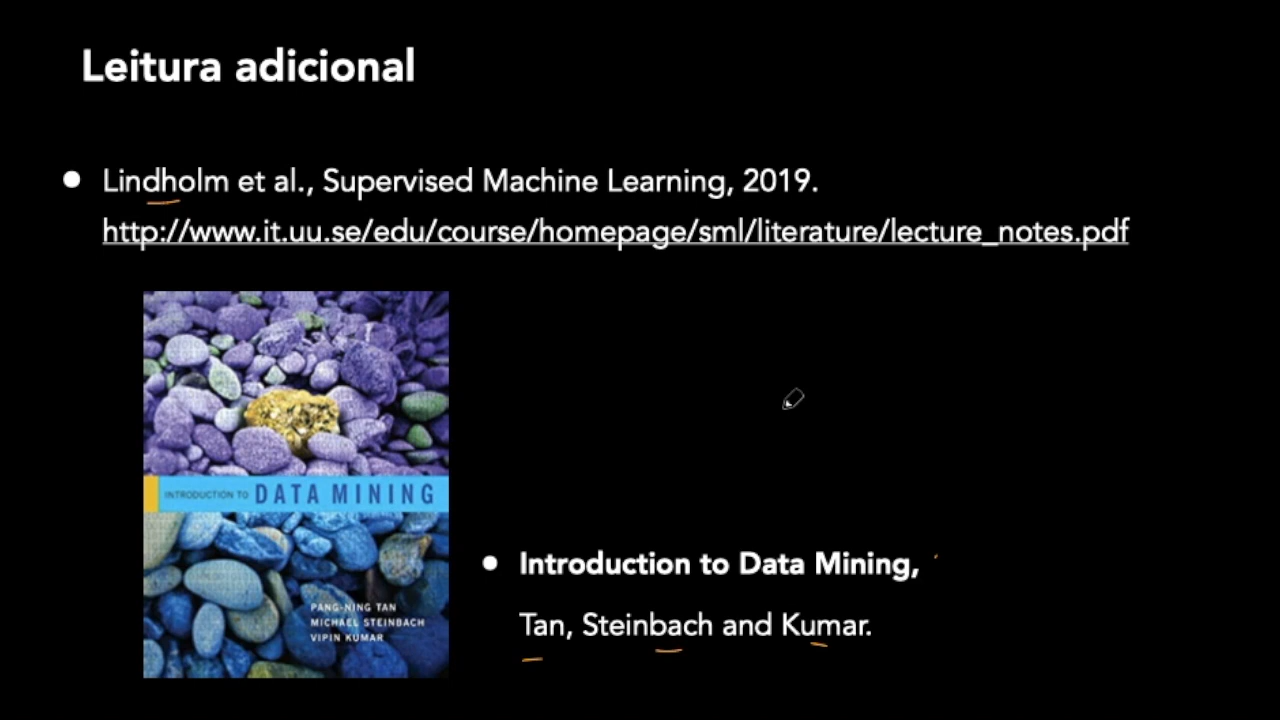 Leitura adicional
Lindholm et al., Supervised Machine Learning, 2019.
http://www.it.uu.se/edu/course/homepage/sml/literature/lecture_notes.pdf
INTRODUCTION TO DATA MINING
PANG-NING TAN
MICHAEL STEINBACH
VIPIN KUMAR
Introduction to Data Mining,
Tan, Steinbach and Kumar.